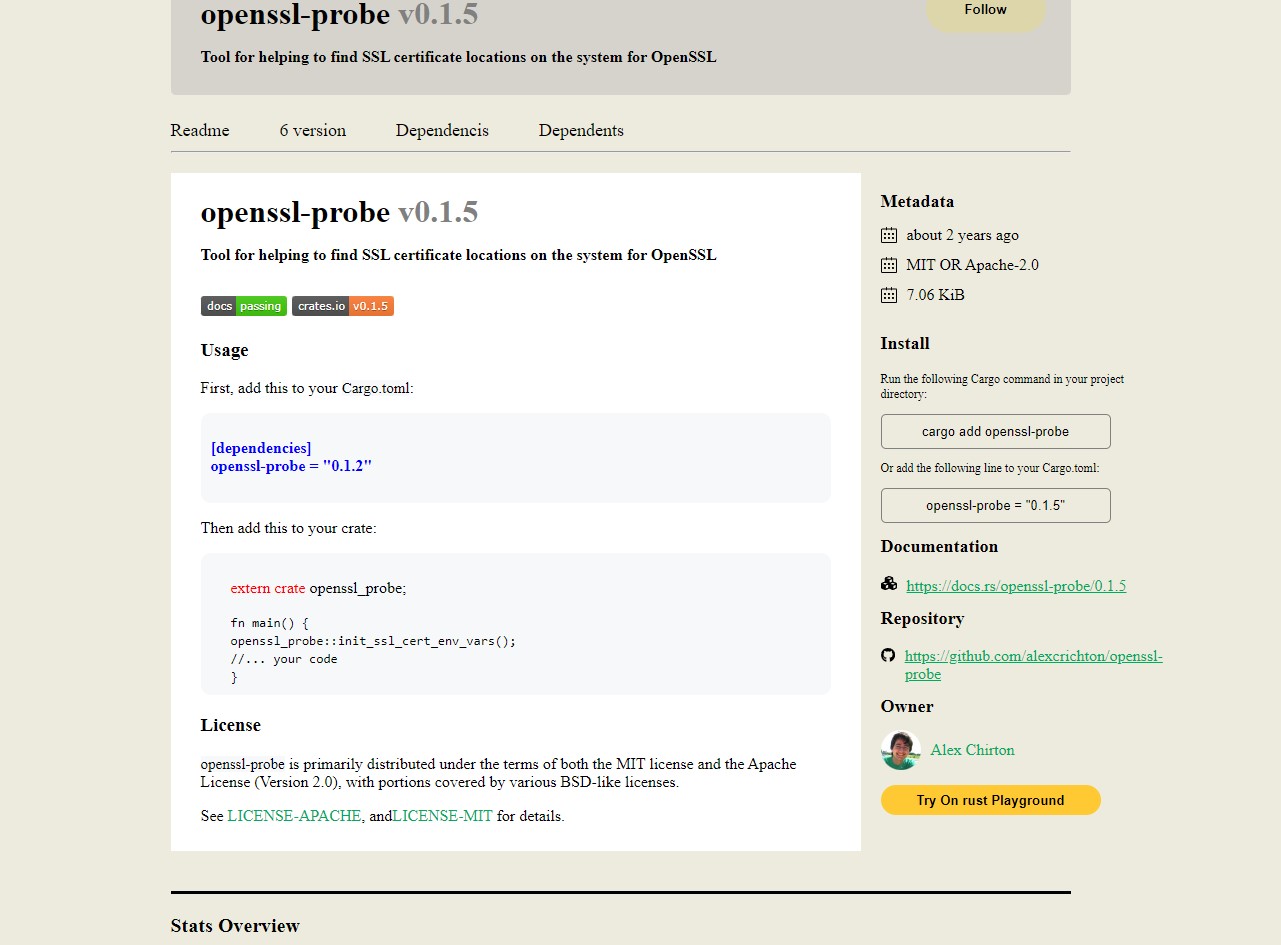 openssl-probe v0.1.5
Follow
Tool for helping to find SSL certificate locations on the system for OpenSSL
Readme
6 version
Dependencis
Dependents
openssl-probe v0.1.5
Tool for helping to find SSL certificate locations on the system for OpenSSL
docs passing crates.io v0.1.5
Usage
First, add this to your Cargo.toml:
[dependencies]
openssl-probe = "0.1.2"
Then add this to your crate:
extern crate openssl_probe;
fn main() {
openssl_probe::init_ssl_cert_env_vars();
//... your code
}
License
openssl-probe is primarily distributed under the terms of both the MIT license and the Apache
License (Version 2.0), with portions covered by various BSD-like licenses.
See LICENSE-APACHE, andLICENSE-MIT for details.
Metadata
about 2 years ago
MIT OR Apache-2.0
7.06 KiB
Install
Run the following Cargo command in your project
directory:
cargo add openssl-probe
Or add the following line to your Cargo.toml:
openssl-probe = "0.1.5"
Documentation
https://docs.rs/openssl-probe/0.1.5
Repository
https://github.com/alexcrichton/openssl-
probe
Owner
Alex Chirton
Try On rust Playground
Stats Overview